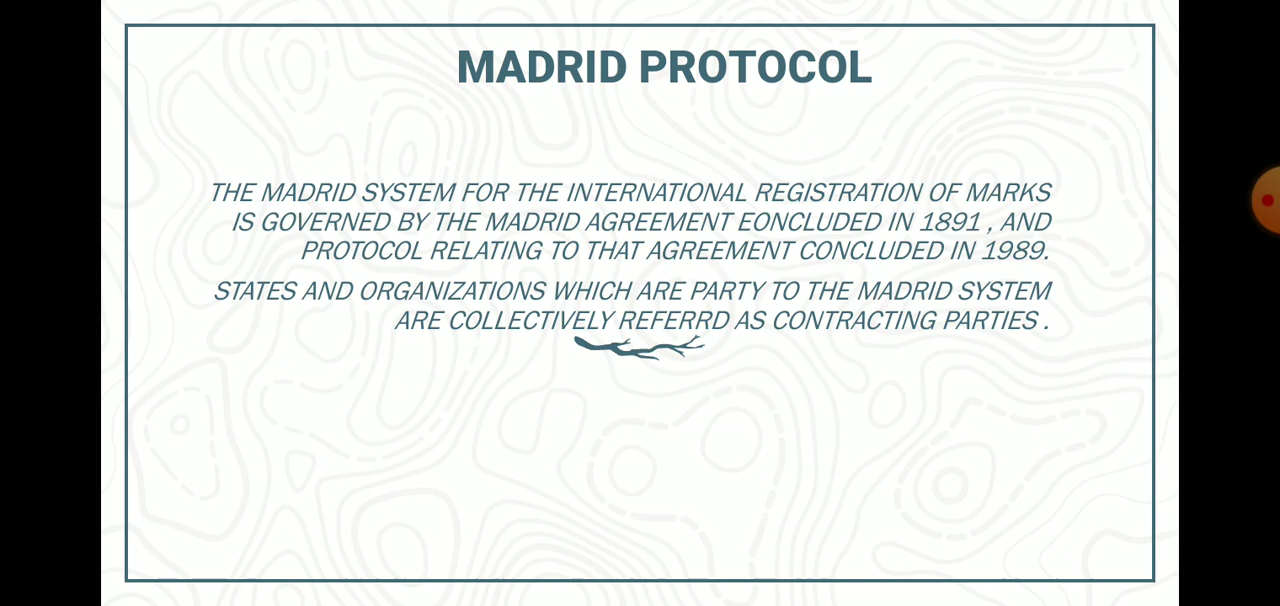 MADRID PROTOCOL
THE MADRID SYSTEM FOR THE INTERNATIONAL REGISTRATION OF MARKS
IS GOVERNED BY THE MADRID AGREEMENT EONCLUDED IN 1891 , AND
PROTOCOL RELATING TO THAT AGREEMENT CONCLUDED IN 1989.
STATES AND ORGANIZATIONS WHICH ARE PARTY TO THE MADRID SYSTEM
ARE COLLECTIVELY REFERRD AS CONTRACTING PARTIES .